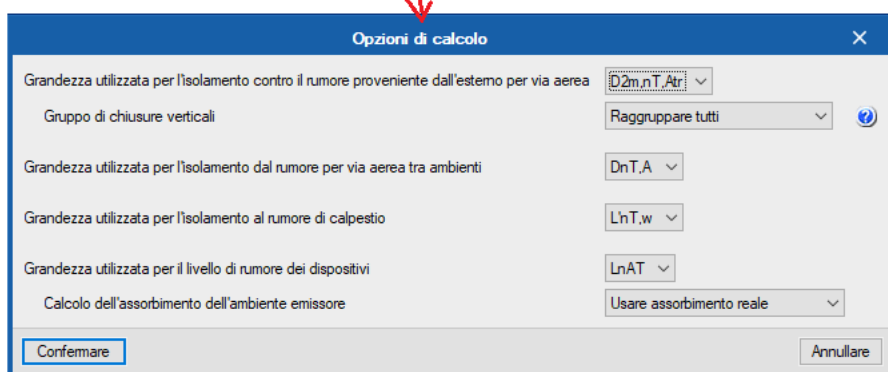 Opzioni di calcolo
Grandezza utilizzata per l'isolamento contro il rumore proveniente dall'esterno per via aerea D2m,nT,Atr
Gruppo di chiusure verticali Raggruppare tutti
Grandezza utilizzata per l'isolamento dal rumore per via aerea tra ambienti DnT,A
Grandezza utilizzata per l'isolamento al rumore di calpestio L'nT,w
Grandezza utilizzata per il livello di rumore dei dispositivi LnAT
Calcolo dell'assorbimento dell'ambiente emissore Usare assorbimento reale
Confermare Annullare